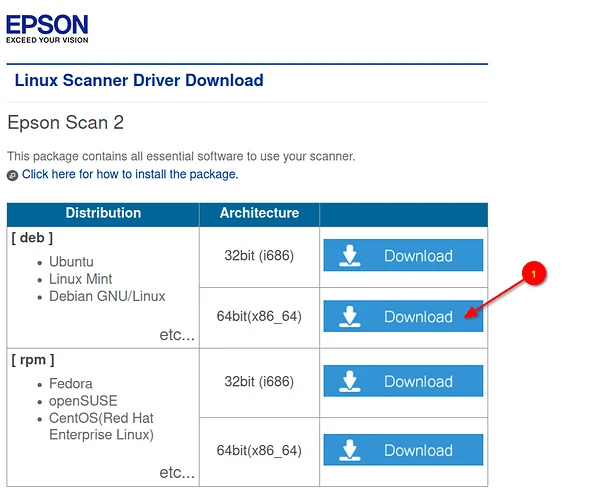 EPSON
EXCEED YOUR VISION
Linux Scanner Driver Download
Epson Scan 2
This package contains all essential software to use your scanner.
Click here for how to install the package.
Distribution Architecture
[ deb ]
Ubuntu
Linux Mint
Debian GNU/Linux
etc...
32bit (i686) Download
64bit(x86_64) Download
1
[ rpm ]
Fedora
openSUSE
CentOS(Red Hat
Enterprise Linux)
etc...
32bit (i686) Download
64bit(x86_64) Download